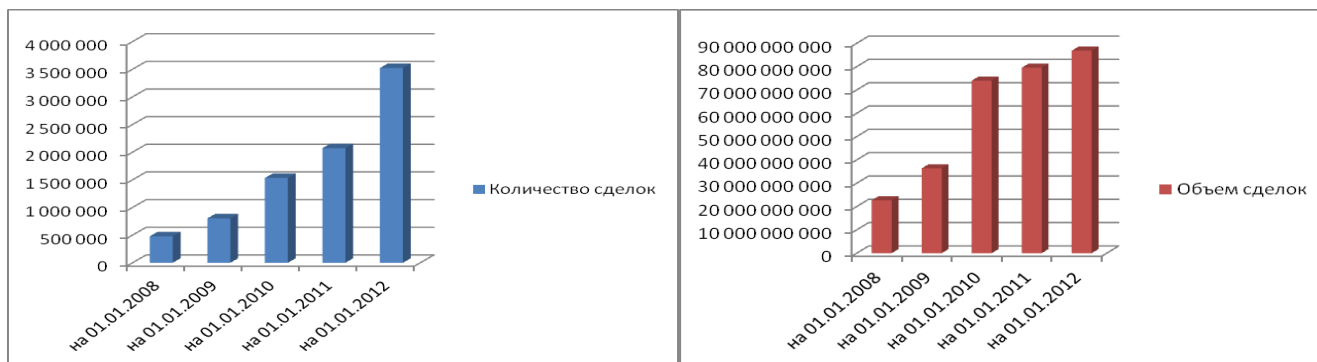 4 000 000
3 500 000
3 000 000
2 500 000
2 000 000
1 500 000
1 000 000
500 000
0
на 01.01.2008
на 01.01.2009
на 01.01.2010
на 01.01.2011
на 01.01.2012
Количество сделок
90 000 000 000
80 000 000 000
70 000 000 000
60 000 000 000
50 000 000 000
40 000 000 000
30 000 000 000
20 000 000 000
10 000 000 000
0
на 01.01.2008
на 01.01.2009
на 01.01.2010
на 01.01.2011
на 01.01.2012
Объем сделок